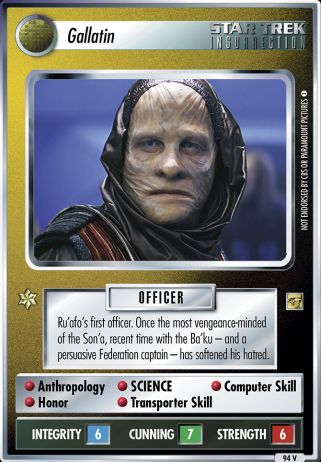 Gallatin
STAR TREK
INSURRECTION
NOT ENDORSED BY CBS OR PARAMOUNT PICTURES
OFFICER
Ru'afo's first officer. Once the most vengeance-minded
of the Son'a, recent time with the Ba'ku – and a
persuasive Federation captain – has softened his hatred.
Anthropology
SCIENCE
Computer Skill
Honor
Transporter Skill
INTEGRITY 6 CUNNING 7 STRENGTH 6
94 V